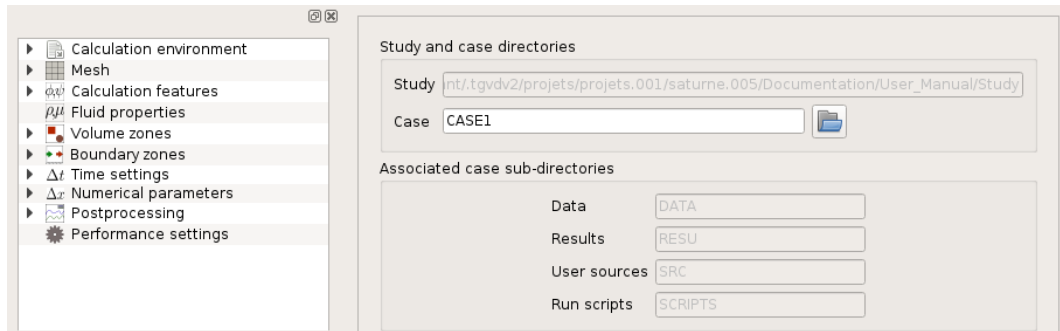 Calculation environment
Mesh
Calculation features
Fluid properties
Volume zones
Boundary zones
Δt Time settings
Δx Numerical parameters
Postprocessing
Performance settings
Study and case directories
Study nt/.tgvdv2/projets/projets.001/saturne.005/Documentation/User_Manual/Study
Case CASE1
Associated case sub-directories
Data DATA
Results RESU
User sources SRC
Run scripts SCRIPTS